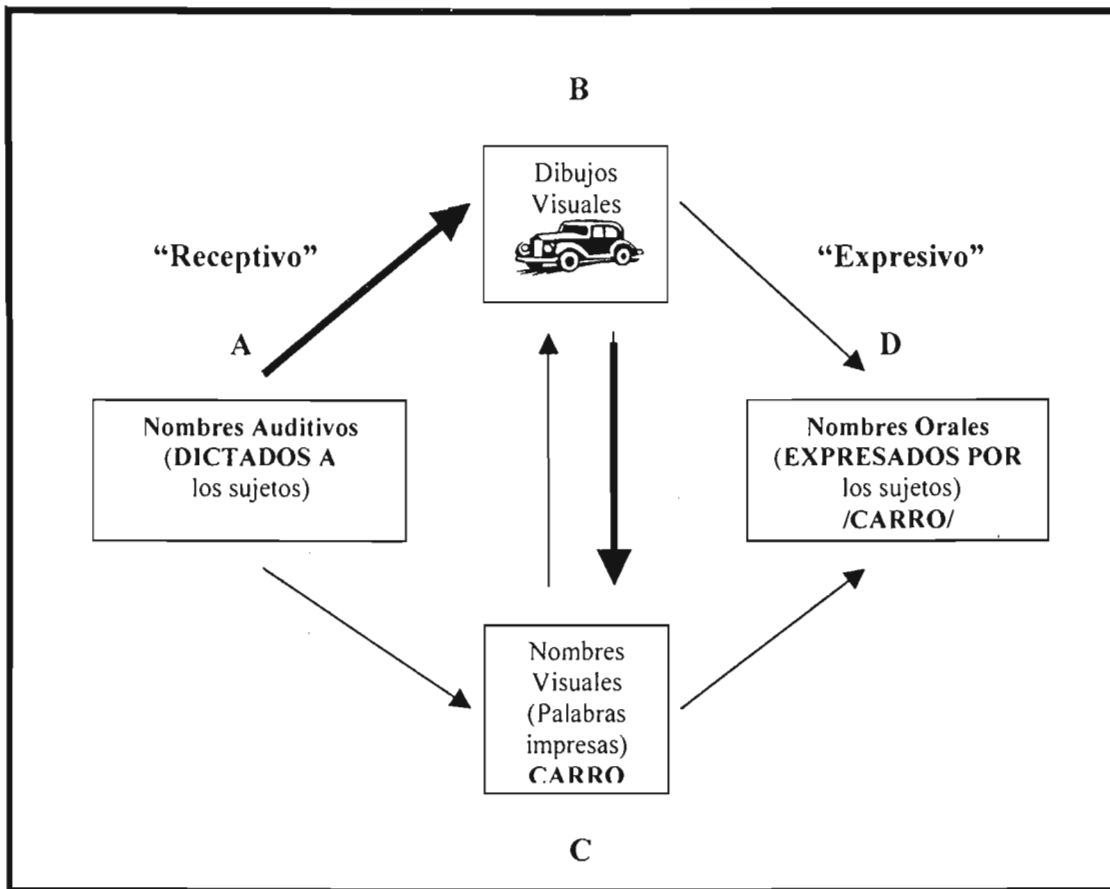 B
Dibujos
Visuales
“Receptivo”
“Expresivo”
A
D
Nombres Auditivos
(DICTADOS A
los sujetos)
Nombres Orales
(EXPRESADOS POR
los sujetos)
/CARRO/
Nombres
Visuales
(Palabras
impresas)
CARRO
C